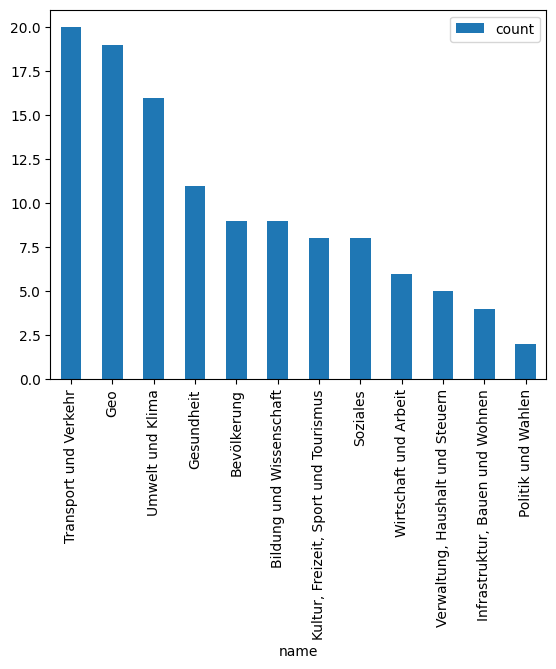 count
20.0
17.5
15.0
12.5
10.0
7.5
5.0
2.5
0.0
Transport und Verkehr
Geo
Umwelt und Klima
Gesundheit
Bevölkerung
Bildung und Wissenschaft
Kultur, Freizeit, Sport und Tourismus
Soziales
Wirtschaft und Arbeit
Verwaltung, Haushalt und Steuern
Infrastruktur, Bauen und Wohnen
Politik und Wahlen
name